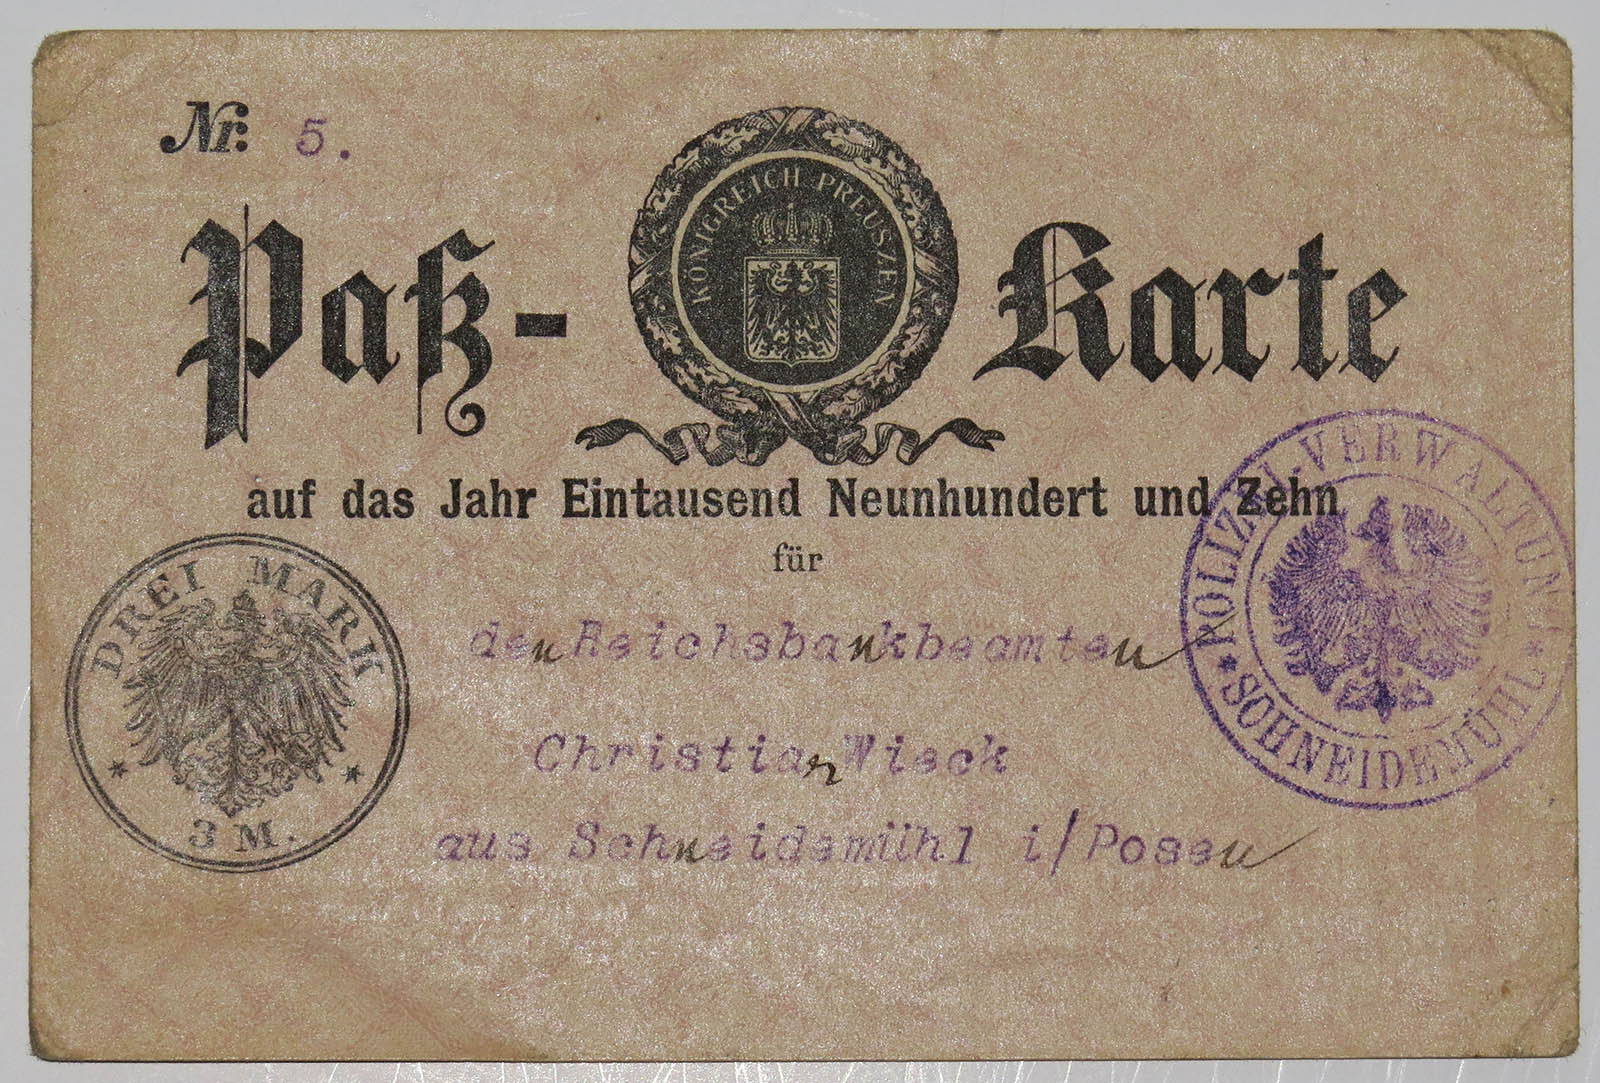 Nr. 5.
KÖNIGREICH PREUSZEN
Paß-Karte
auf das Jahr Eintausend Neunhundert und Zehn
für
DREI MARK
3 M.
POLIZEI-VERWALTUNG
* SCHNEIDEMÜHL *
den Reichsbankbeamten
Christian Wieck
aus Schneidemühl i/Posen